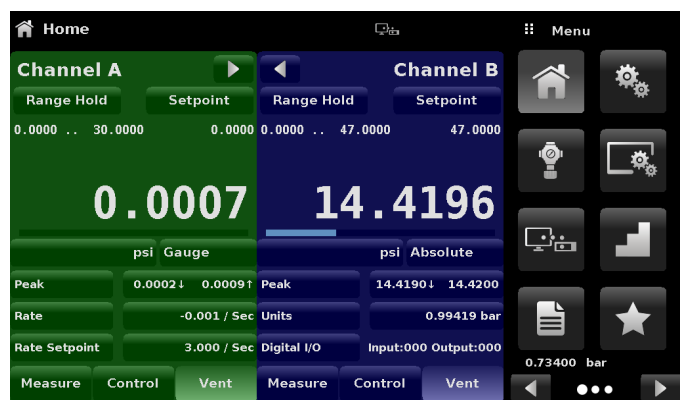 Home
Menu
Channel A
Channel B
Range Hold Setpoint
Range Hold Setpoint
0.0000 .. 30.0000 0.0000
0.0000 .. 47.0000 47.0000
0.0007
14.4196
psi Gauge
psi Absolute
Peak 0.0002↓ 0.0009↑
Peak 14.4190↓ 14.4200
Rate -0.001 / Sec
Units 0.99419 bar
Rate Setpoint 3.000 / Sec
Digital I/O Input:000 Output:000
Measure Control Vent
Measure Control Vent
0.73400 bar